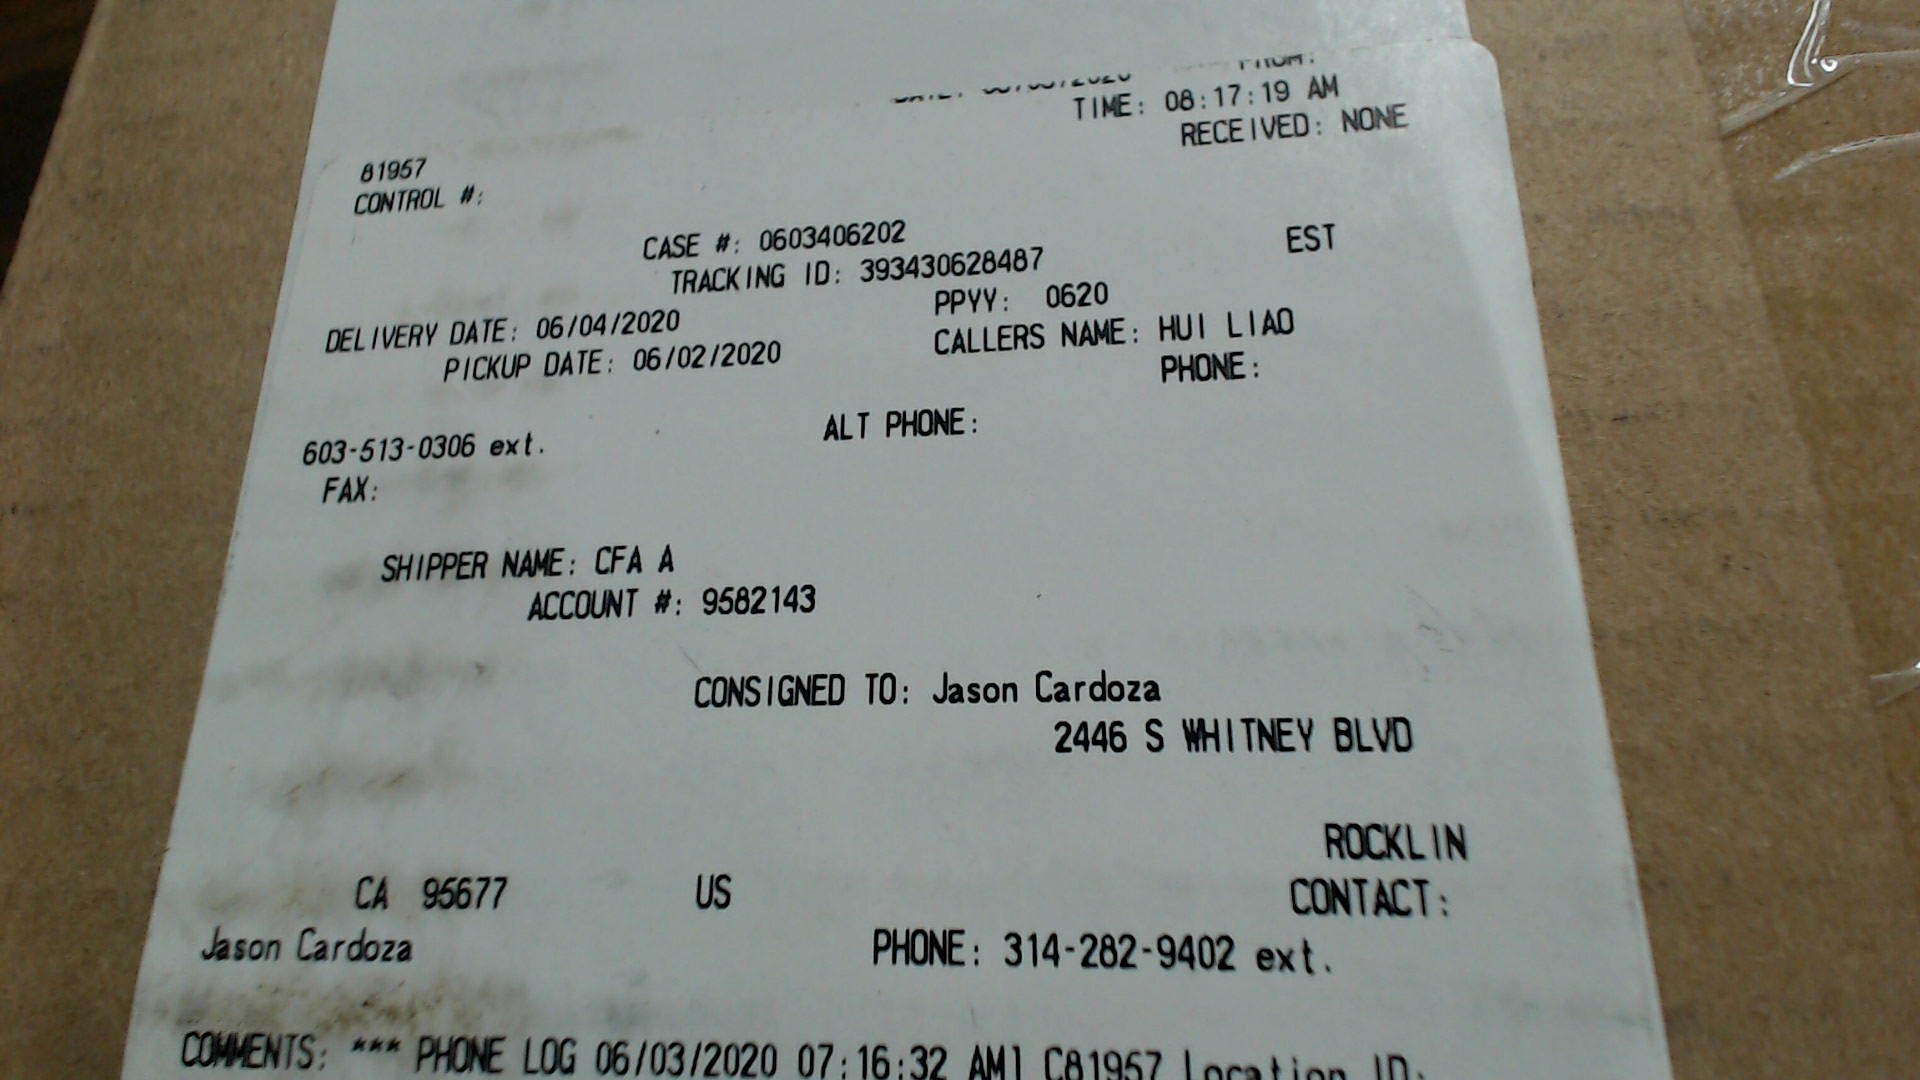 TIME: 08:17:19 AM
RECEIVED: NONE
81957
CONTROL #:
CASE #: 0603406202
EST
TRACKING ID: 393430628487
PPYY: 0620
DELIVERY DATE: 06/04/2020
CALLERS NAME: HUI LIAO
PICKUP DATE: 06/02/2020
PHONE:
603-513-0306 ext.
ALT PHONE:
FAX:
SHIPPER NAME: CFA A
ACCOUNT #: 9582143
CONSIGNED TO: Jason Cardoza
2446 S WHITNEY BLVD
ROCKLIN
CA 95677 US
CONTACT:
Jason Cardoza
PHONE: 314-282-9402 ext.
COMMENTS: *** PHONE LOG 06/03/2020 07:16:32 AM] C81957 Location ID: